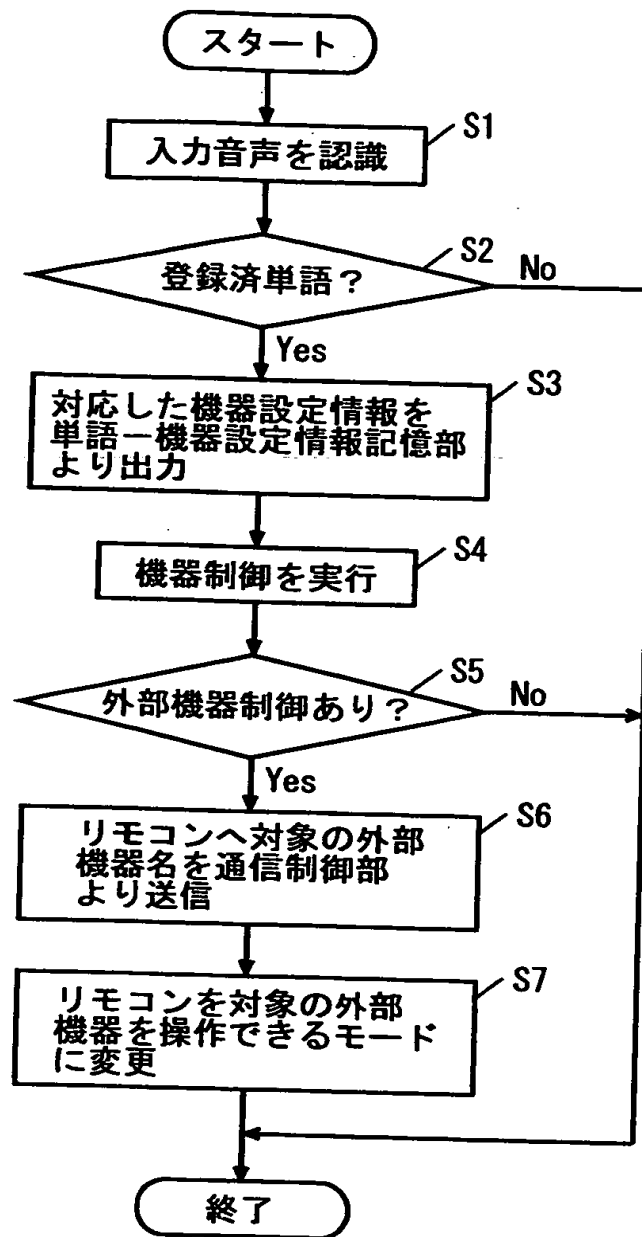 スタート
S1
入力音声を認識
S2
登録済単語？
No
Yes
S3
対応した機器設定情報を
単語－機器設定情報記憶部
より出力
S4
機器制御を実行
S5
外部機器制御あり？
No
Yes
S6
リモコンへ対象の外部
機器名を通信制御部
より送信
S7
リモコンを対象の外部
機器を操作できるモード
に変更
終了